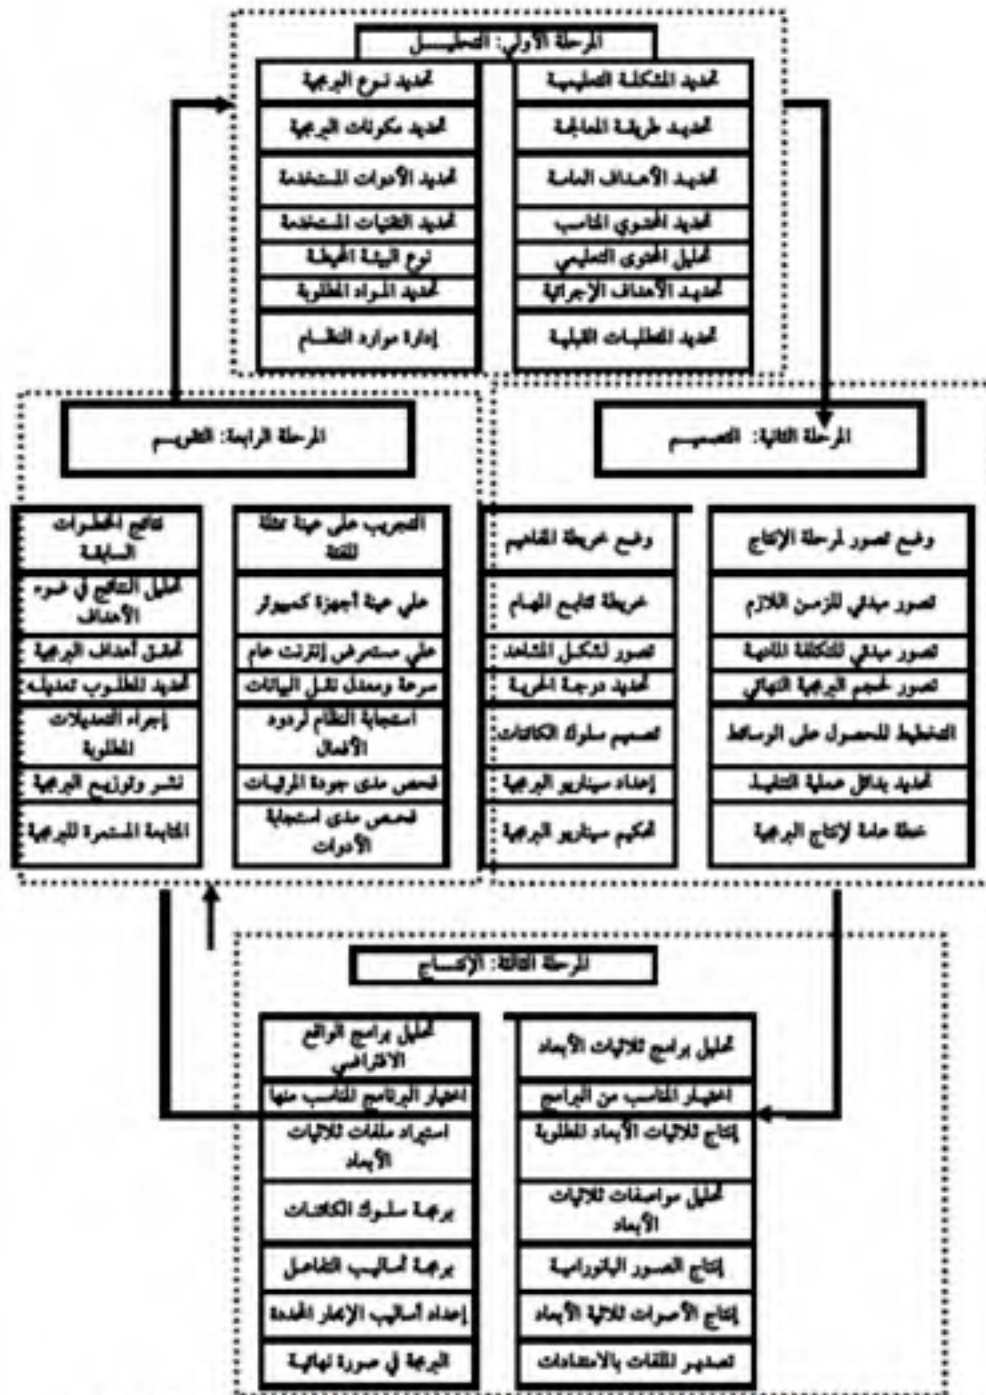 المرحلة الأولي: التحليـــل
تحديد المشكلة التعليمية
تحديد طريقة المعالجة
تحديد الأهداف العامة
تحديد المحتوي المناسب
تحليل المحتوى التعليمي
تحديد الأهداف الإجرائية
تحديد المتطلبات القبلية
تحديد نوع البرمجية
تحديد مكونات البرمجية
تحديد الأدوات المستخدمة
تحديد التقنيات المستخدمة
نوع البيئة المحيطة
تحديد المواد المطلوبة
إدارة موارد النظام
المرحلة الثانية: التصميم
وضع تصور لمرحلة الإنتاج
تصور مبدئي للزمن اللازم
تصور مبدئي للتكلفة المادية
تصور لحجم البرمجية النهائي
التخطيط للحصول على الوسائط
تحديد بدائل عملية التنفيذ
خطة عامة لإنتاج البرمجية
وضع خريطة المفاهيم
خريطة تتابع المهام
تصور لشكل المشاهد
تحديد درجة الحرية
تصميم سلوك الكائنات
إعداد سيناريو البرمجية
تحكيم سيناريو البرمجية
المرحلة الرابعة: التقويم
التجريب على عينة ممثلة
للفئة
علي عينة أجهزة كمبيوتر
علي مستعرض إنترنت عام
سرعة ومعدل نقل البيانات
استجابة النظام لردود
الأفعال
فحص مدى جودة المرئيات
فحص مدى استجابة
الأدوات
نتائج الخطوات
السابقة
تحليل النتائج في ضوء
الأهداف
تحقق أهداف البرمجية
تحديد المطلوب تعديله
إجراء التعديلات
المطلوبة
نشر وتوزيع البرمجية
المتابعة المستمرة للبرمجية
المرحلة الثالثة: الإنتـــاج
تحليل برامج ثلاثيات الأبعاد
اختيار المناسب من البرامج
إنتاج ثلاثيات الأبعاد المطلوبة
تحليل مواصفات ثلاثيات
الأبعاد
إنتاج الصور البانورامية
إنتاج الأصوات ثلاثية الأبعاد
تصدير الملفات بالامتدادات
تحليل برامج الواقع
الافتراضي
اختيار البرنامج المناسب منها
استيراد ملفات ثلاثيات
الأبعاد
برمجة سلوك الكائنات
برمجة أساليب التفاعل
إعداد أساليب الإبحار المحددة
البرمجة في صورة نهائية